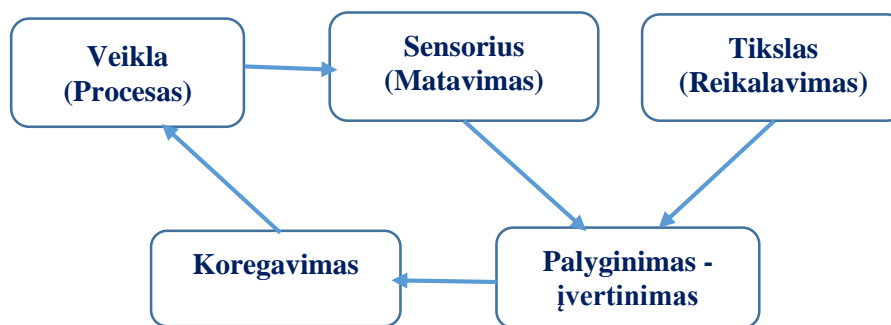 Veikla
(Procesas)
Sensorius
(Matavimas)
Tikslas
(Reikalavimas)
Koregavimas
Palyginimas -
įvertinimas